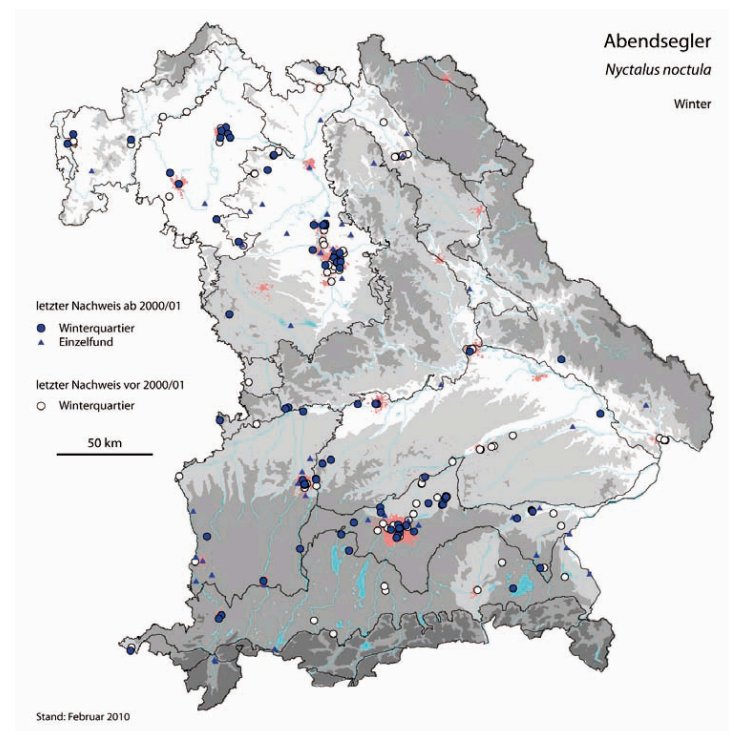 Abendsegler
Nyctalus noctula
Winter
letzter Nachweis ab 2000/01
Winterquartier
Einzelfund
letzter Nachweis vor 2000/01
Winterquartier
50 km
Stand: Februar 2010